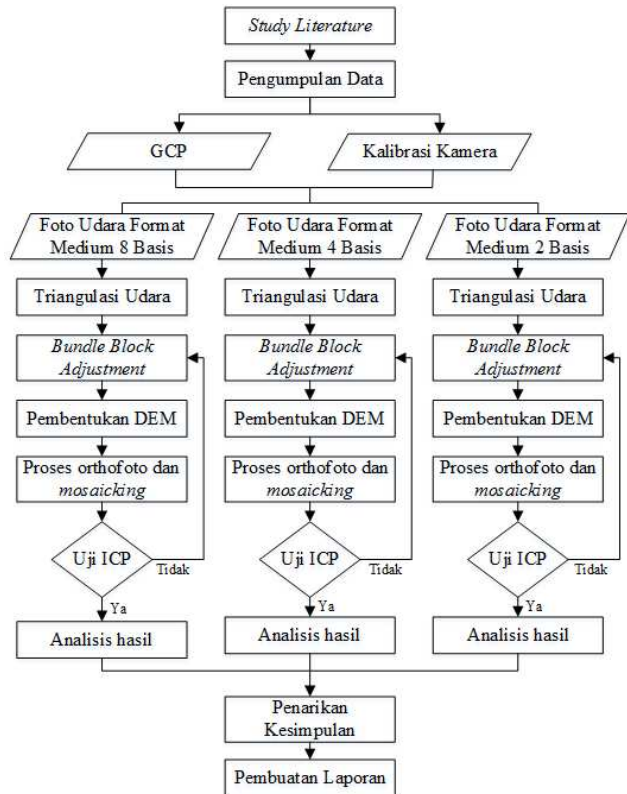 Study Literature
Pengumpulan Data
GCP
Kalibrasi Kamera
Foto Udara Format
Medium 8 Basis
Foto Udara Format
Medium 4 Basis
Foto Udara Format
Medium 2 Basis
Triangulasi Udara
Triangulasi Udara
Triangulasi Udara
Bundle Block
Adjustment
Bundle Block
Adjustment
Bundle Block
Adjustment
Pembentukan DEM
Pembentukan DEM
Pembentukan DEM
Proses orthofoto dan
mosaicking
Proses orthofoto dan
mosaicking
Proses orthofoto dan
mosaicking
Uji ICP
Tidak
Uji ICP
Tidak
Uji ICP
Tidak
Ya
Ya
Ya
Analisis hasil
Analisis hasil
Analisis hasil
Penarikan
Kesimpulan
Pembuatan Laporan